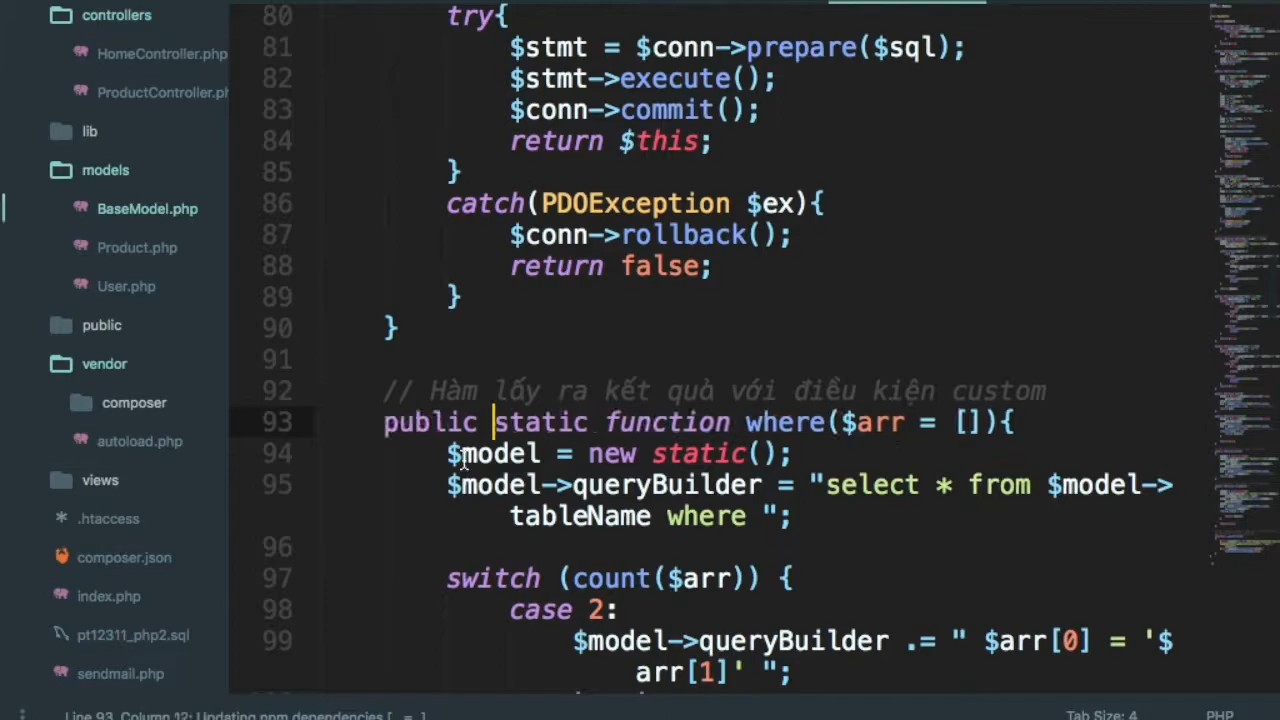 controllers
HomeController.php
ProductController.ph
lib
models
BaseModel.php
Product.php
User.php
public
vendor
composer
autoload.php
views
.htaccess
composer.json
index.php
pt12311_php2.sql
sendmail.php
80 try{
81 $stmt = $conn->prepare($sql);
82 $stmt->execute();
83 $conn->commit();
84 return $this;
85 }
86 catch(PDOException $ex){
87 $conn->rollback();
88 return false;
89 }
90 }
91
92 // Hàm lấy ra kết quả với điều kiện custom
93 public static function where($arr = []){
94 $model = new static();
95 $model->queryBuilder = "select * from $model->
tableName where ";
96
97 switch (count($arr)) {
98 case 2:
99 $model->queryBuilder .= " $arr[0] = '$
arr[1]' ";
Line 93, Column 12; Updating npm dependencies [ = ]
Tab Size: 4
PHP